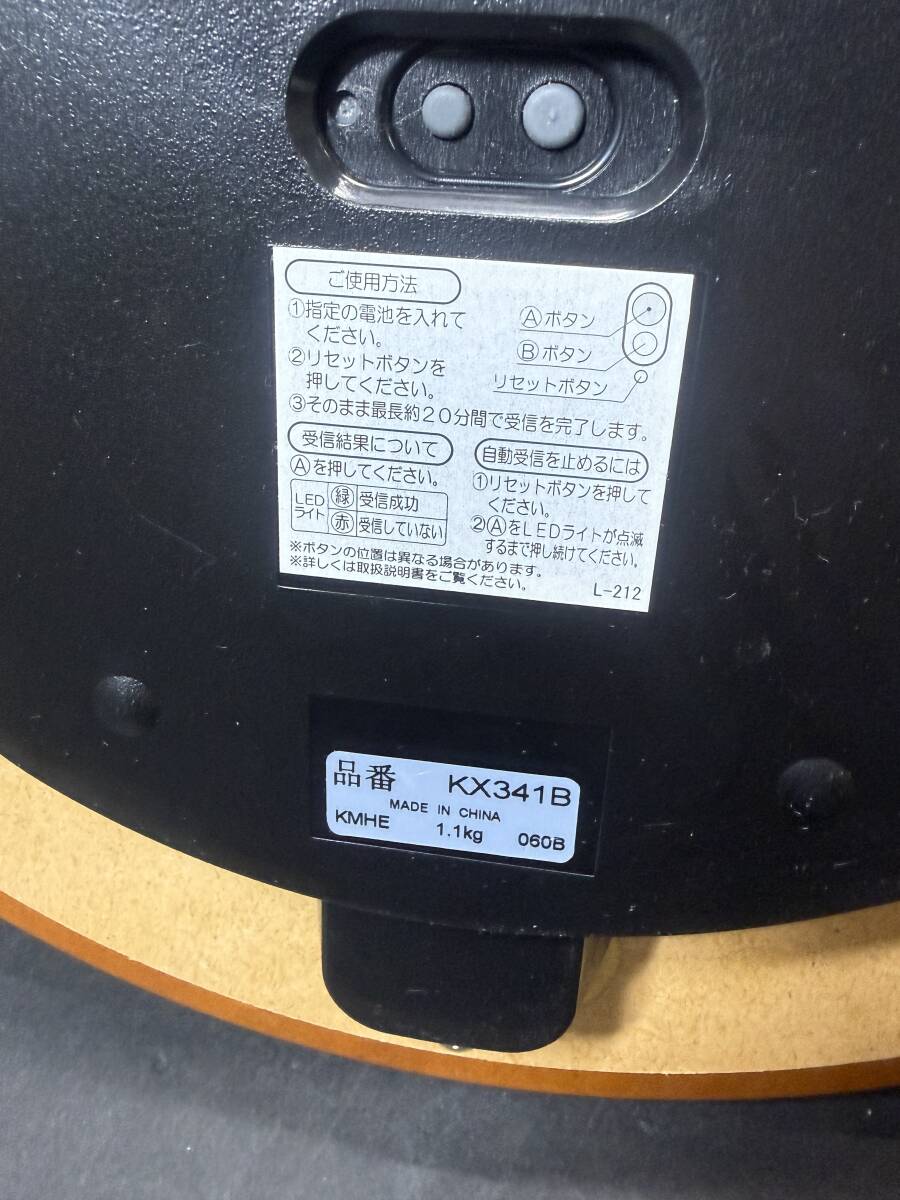 ご使用方法
①指定の電池を入れて
ください。
②リセットボタンを
押してください。
③そのまま最長約20分間で受信を完了します。
Ⓐボタン
Ⓑボタン
リセットボタン
受信結果について
Ⓐを押してください。
LED
ライト
緑 受信成功
赤 受信していない
自動受信を止めるには
①リセットボタンを押して
ください。
②ⒶをLEDライトが点滅
するまで押し続けてください。
※ボタンの位置は異なる場合があります。
※詳しくは取扱説明書をご覧ください。
L-212
品番 KX341B
MADE IN CHINA
KMHE 1.1kg 060B